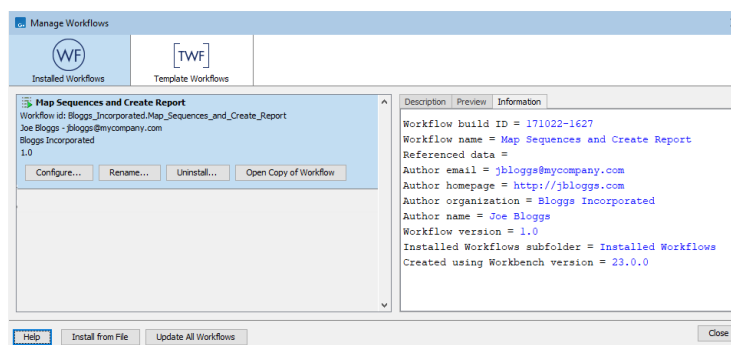 Manage Workflows
WF
TWF
Installed Workflows
Template Workflows
Map Sequences and Create Report
Workflow id: Bloggs_Incorporated.Map_Sequences_and_Create_Report
Joe Bloggs - jbloggs@mycompany.com
Bloggs Incorporated
1.0
Configure...
Rename...
Uninstall...
Open Copy of Workflow
Description
Preview
Information
Workflow build ID = 171022-1627
Workflow name = Map Sequences and Create Report
Referenced data =
Author email = jbloggs@mycompany.com
Author homepage = http://jbloggs.com
Author organization = Bloggs Incorporated
Author name = Joe Bloggs
Workflow version = 1.0
Installed Workflows subfolder = Installed Workflows
Created using Workbench version = 23.0.0
Help
Install from File
Update All Workflows
Close